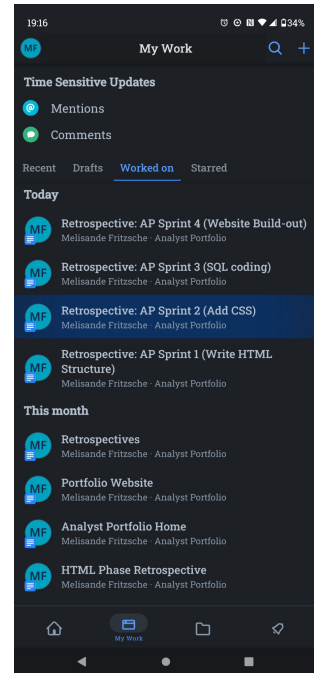 19:16
34%
MF
My Work
Time Sensitive Updates
Mentions
Comments
Recent Drafts Worked on Starred
Today
MF
Retrospective: AP Sprint 4 (Website Build-out)
Melisande Fritzsche · Analyst Portfolio
MF
Retrospective: AP Sprint 3 (SQL coding)
Melisande Fritzsche · Analyst Portfolio
MF
Retrospective: AP Sprint 2 (Add CSS)
Melisande Fritzsche · Analyst Portfolio
MF
Retrospective: AP Sprint 1 (Write HTML
Structure)
Melisande Fritzsche · Analyst Portfolio
This month
MF
Retrospectives
Melisande Fritzsche · Analyst Portfolio
MF
Portfolio Website
Melisande Fritzsche · Analyst Portfolio
MF
Analyst Portfolio Home
Melisande Fritzsche · Analyst Portfolio
MF
HTML Phase Retrospective
Melisande Fritzsche · Analyst Portfolio
My Work